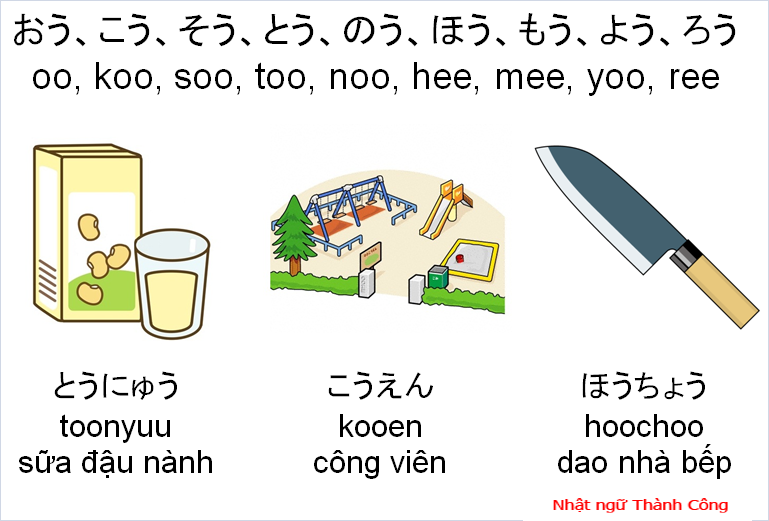 おう、こう、そう、とう、のう、ほう、もう、よう、ろう
oo, koo, soo, too, noo, hee, mee, yoo, ree
とうにゅう
toonyuu
sữa đậu nành
こうえん
kooen
công viên
ほうちょう
hoochoo
dao nhà bếp
Nhật ngữ Thành Công